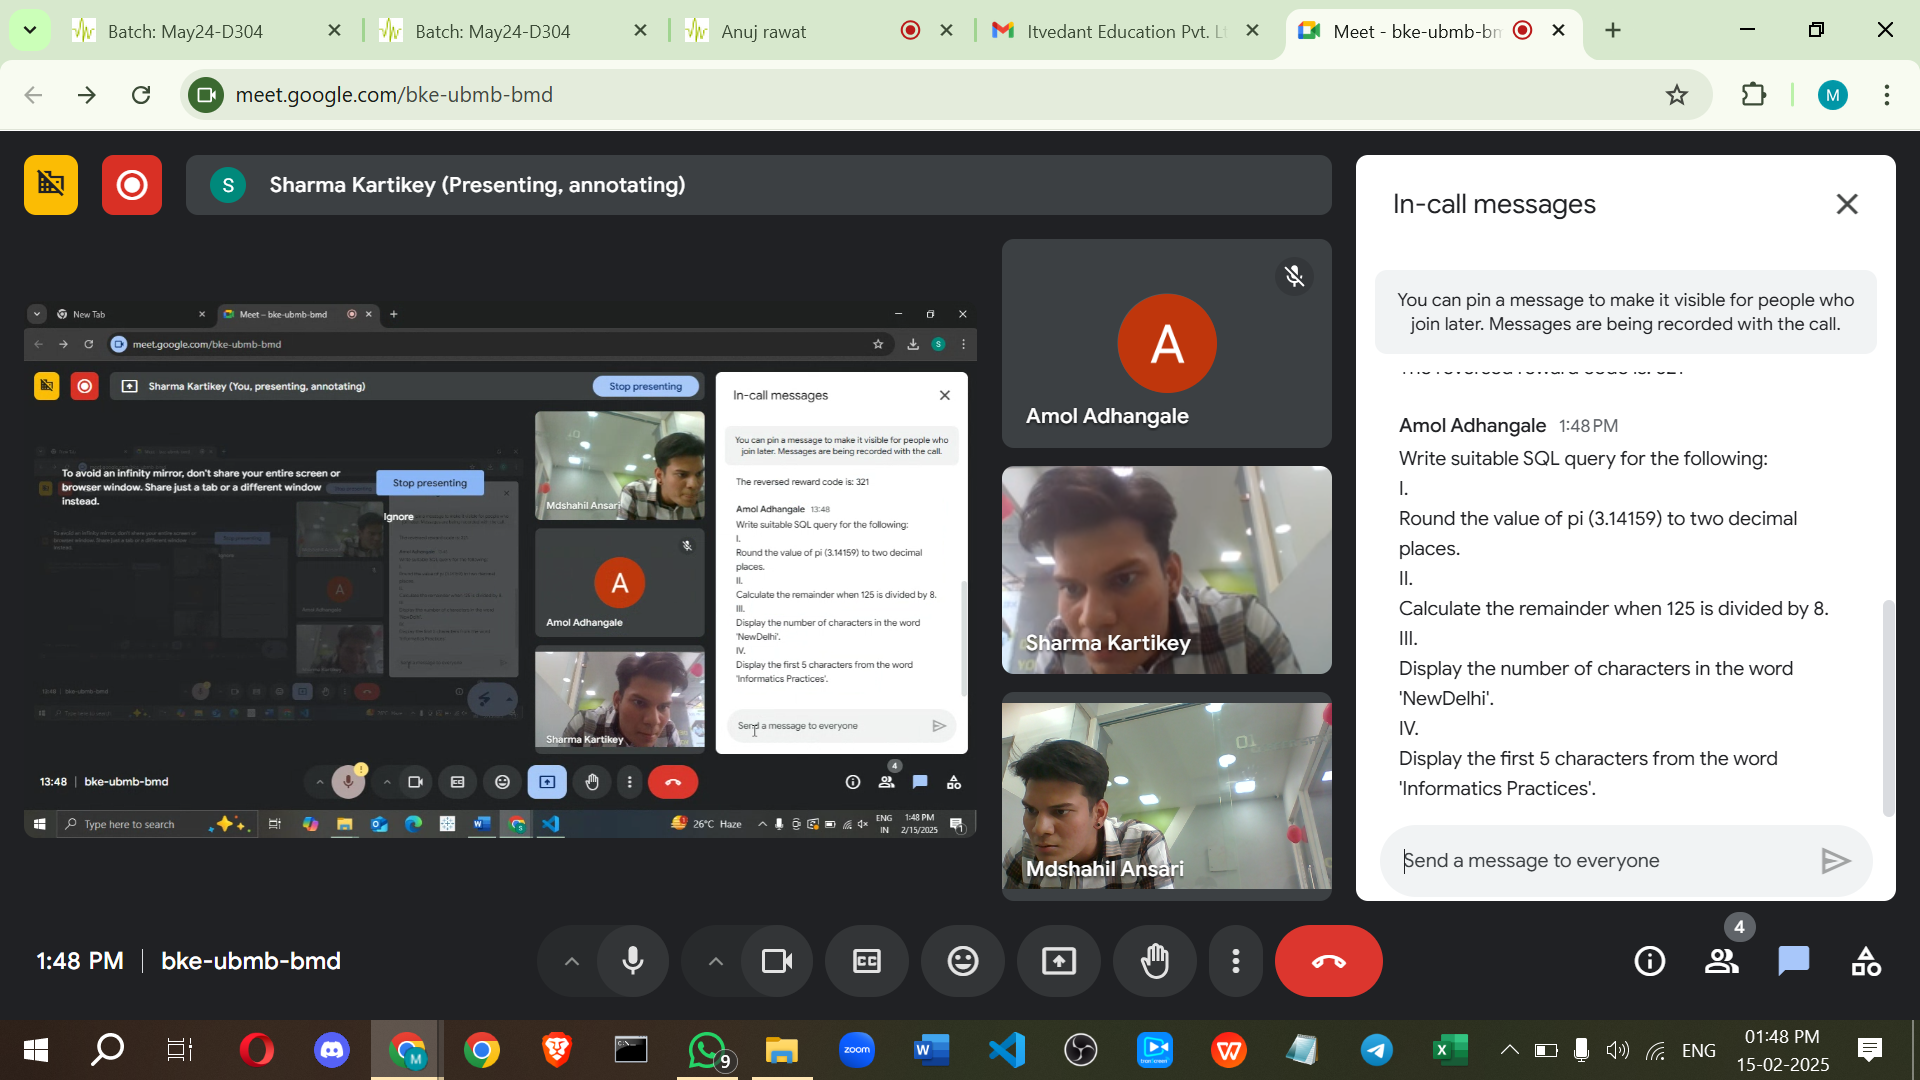 Batch: May24-D304
Batch: May24-D304
Anuj rawat
Itvedant Education Pvt. L
Meet - bke-ubmb-bm
meet.google.com/bke-ubmb-bmd
M
S
Sharma Kartikey (Presenting, annotating)
New Tab
Meet – bke-ubmb-bmd
meet.google.com/bke-ubmb-bmd
S
Sharma Kartikey (You, presenting, annotating)
Stop presenting
To avoid an infinity mirror, don't share your entire screen or
browser window. Share just a tab or a different window
instead.
Stop presenting
Ignore
Mdshahil Ansari
A
Amol Adhangale
Sharma Kartikey
In-call messages
You can pin a message to make it visible for people who
join later. Messages are being recorded with the call.
The reversed reward code is: 321
Amol Adhangale 13:48
Write suitable SQL query for the following:
I.
Round the value of pi (3.14159) to two decimal
places.
II.
Calculate the remainder when 125 is divided by 8.
III.
Display the number of characters in the word
'NewDelhi'.
IV.
Display the first 5 characters from the word
'Informatics Practices'.
Send a message to everyone
13:48 | bke-ubmb-bmd
4
Type here to search
26°C Haze
ENG
IN
1:48 PM
2/15/2025
1
A
Amol Adhangale
Sharma Kartikey
Mdshahil Ansari
In-call messages
You can pin a message to make it visible for people who
join later. Messages are being recorded with the call.
The reversed reward code is: 321
Amol Adhangale 1:48 PM
Write suitable SQL query for the following:
I.
Round the value of pi (3.14159) to two decimal
places.
II.
Calculate the remainder when 125 is divided by 8.
III.
Display the number of characters in the word
'NewDelhi'.
IV.
Display the first 5 characters from the word
'Informatics Practices'.
Send a message to everyone
1:48 PM | bke-ubmb-bmd
4
M
9
zoom
ENG
01:48 PM
15-02-2025